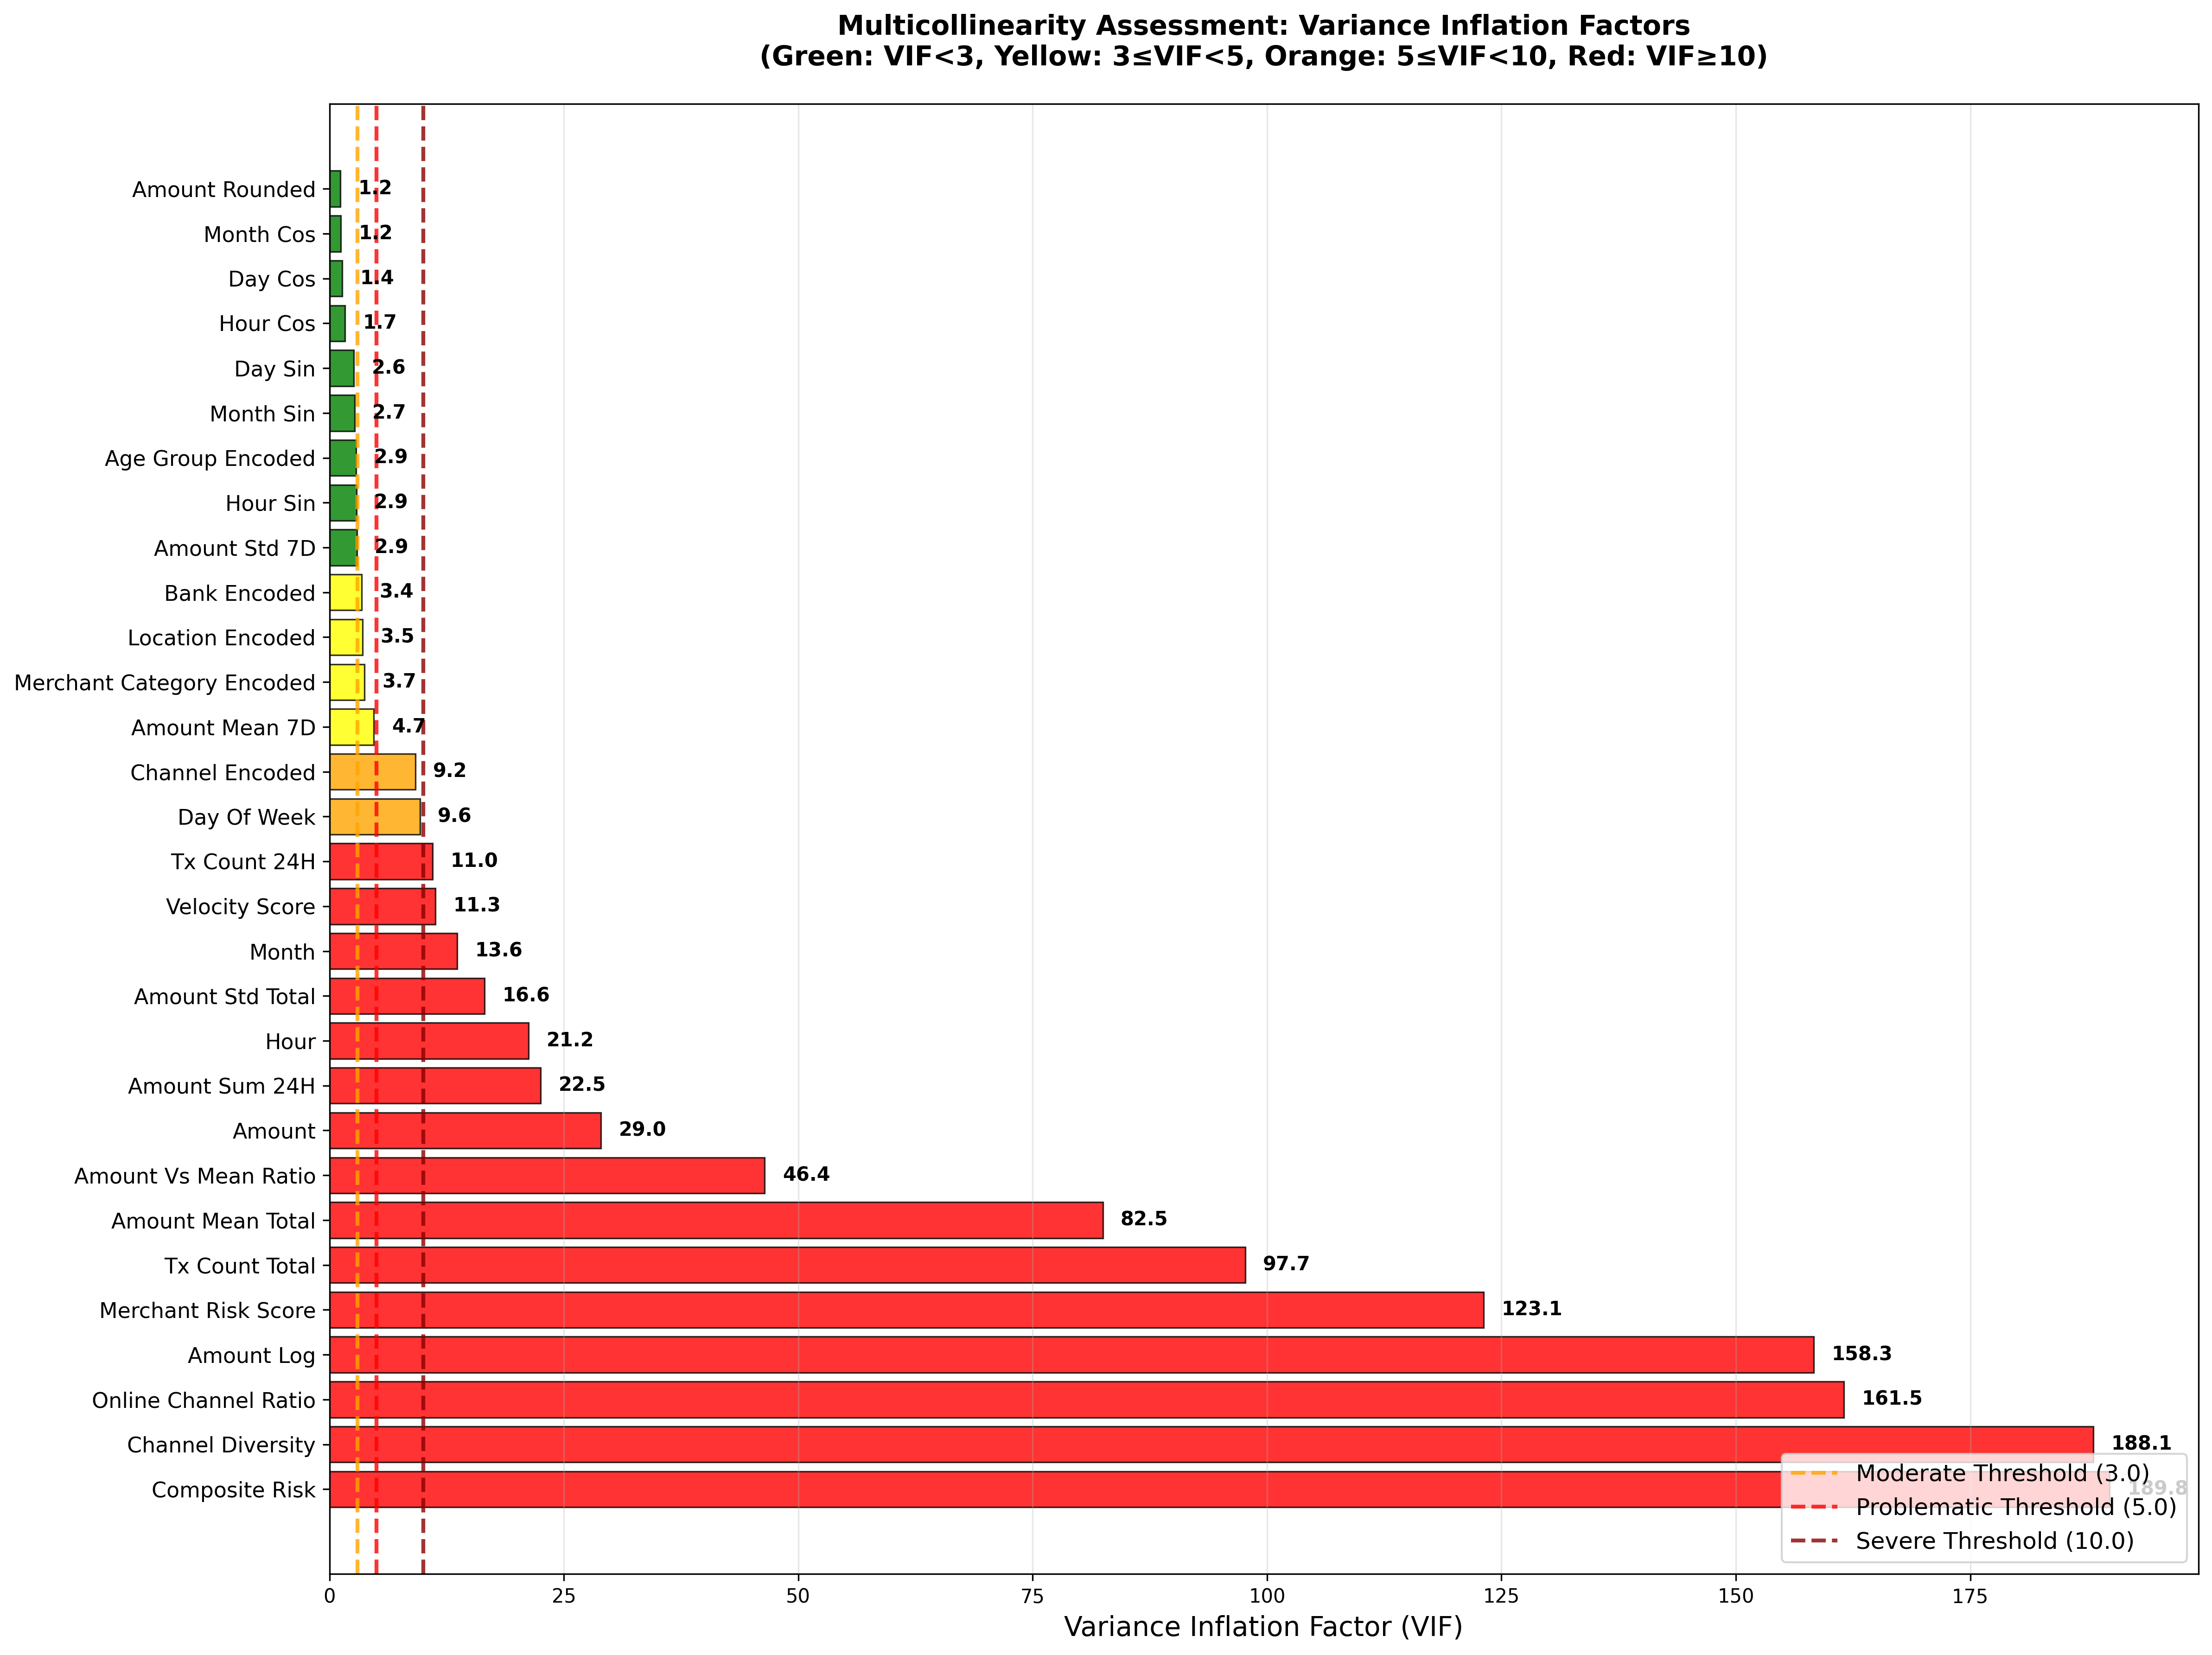 Multicollinearity Assessment: Variance Inflation Factors
(Green: VIF<3, Yellow: 3≤VIF<5, Orange: 5≤VIF<10, Red: VIF≥10)
Amount Rounded 1.2
Month Cos 1.2
Day Cos 1.4
Hour Cos 1.7
Day Sin 2.6
Month Sin 2.7
Age Group Encoded 2.9
Hour Sin 2.9
Amount Std 7D 2.9
Bank Encoded 3.4
Location Encoded 3.5
Merchant Category Encoded 3.7
Amount Mean 7D 4.7
Channel Encoded 9.2
Day Of Week 9.6
Tx Count 24H 11.0
Velocity Score 11.3
Month 13.6
Amount Std Total 16.6
Hour 21.2
Amount Sum 24H 22.5
Amount 29.0
Amount Vs Mean Ratio 46.4
Amount Mean Total 82.5
Tx Count Total 97.7
Merchant Risk Score 123.1
Amount Log 158.3
Online Channel Ratio 161.5
Channel Diversity 188.1
Composite Risk 189.8
Moderate Threshold (3.0)
Problematic Threshold (5.0)
Severe Threshold (10.0)
0 25 50 75 100 125 150 175
Variance Inflation Factor (VIF)